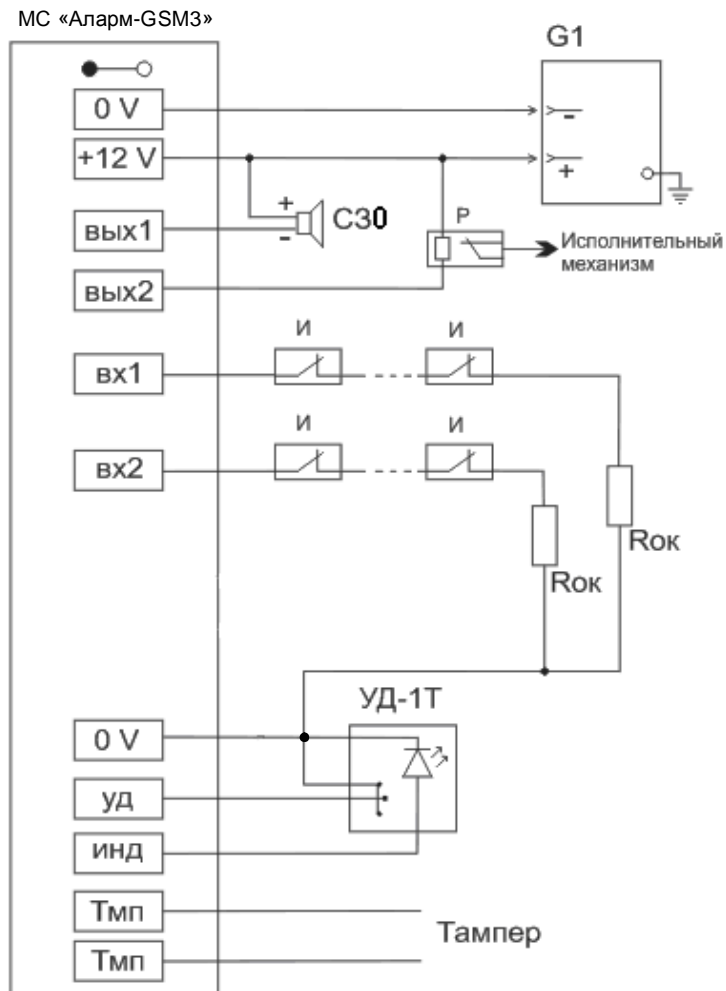 МС «Аларм-GSM3»
G1
0 V
-
+12 V
+
+
-
СЗ0
Р
вых1
Исполнительный
механизм
вых2
И
И
вх1
И
И
вх2
Rок
Rок
УД-1Т
0 V
уд
инд
Тмп
Тампер
Тмп